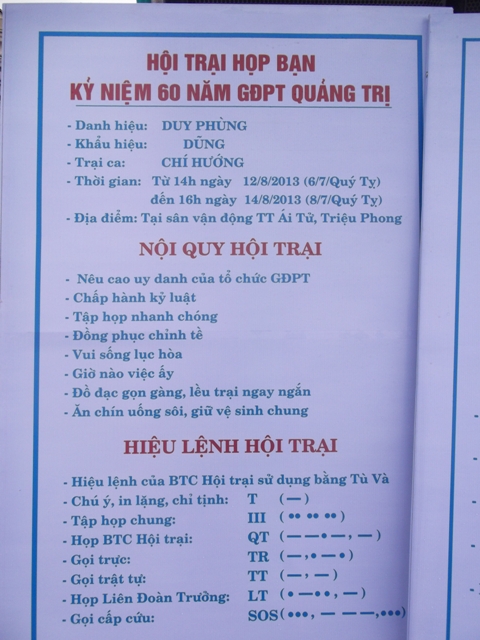 HỘI TRẠI HỌP BẠN
KỶ NIỆM 60 NĂM GĐPT QUẢNG TRỊ
- Danh hiệu: DUY PHÙNG
- Khẩu hiệu: DŨNG
- Trại ca: CHÍ HƯỚNG
- Thời gian: Từ 14h ngày 12/8/2013 (6/7/Quý Tỵ)
đến 16h ngày 14/8/2013 (8/7/Quý Tỵ)
- Địa điểm: Tại sân vận động TT Ái Tử, Triệu Phong
NỘI QUY HỘI TRẠI
- Nêu cao uy danh của tổ chức GĐPT
- Chấp hành kỷ luật
- Tập họp nhanh chóng
- Đồng phục chỉnh tề
- Vui sống lục hòa
- Giờ nào việc ấy
- Đồ đạc gọn gàng, lều trại ngay ngắn
- Ăn chín uống sôi, giữ vệ sinh chung
HIỆU LỆNH HỘI TRẠI
- Hiệu lệnh của BTC Hội trại sử dụng bằng Tù Và
- Chú ý, in lặng, chỉ tịnh: T (—)
- Tập họp chung: III (•• •• ••)
- Họp BTC Hội trại: QT (— — • —, —)
- Gọi trực: TR (—, • — •)
- Gọi trật tự: TT (—, —)
- Họp Liên Đoàn Trưởng: LT (• — • •, —)
- Gọi cấp cứu: SOS (•••, — — —, •••)